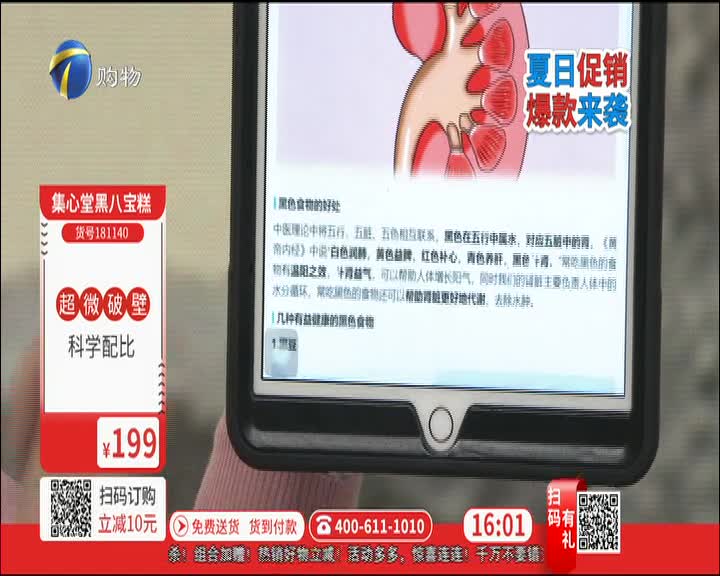 购物
夏日促销
爆款来袭
集心堂黑八宝糕
货号181140
超微破壁
科学配比
¥199
扫码订购
立减10元
黑色食物的好处
中医理论中将五行、五脏、五色相互联系，黑色在五行中属水，对应五脏中的肾，《黄
帝内经》中说“白色润肺，黄色益脾，红色补心，青色养肝，黑色补肾。”常吃黑色的食
物有温阳之效，补肾益气，可以帮助人体增长阳气，同时我们的肾脏主要负责人体中的
水分循环，常吃黑色的食物还可以帮助肾脏更好地代谢、去除水肿。
几种有益健康的黑色食物
1.黑
免费送货 货到付款
400-611-1010
16:01
扫码有礼
杀！组合加赠！热销好物立减！活动多多，惊喜连连！千万不要错